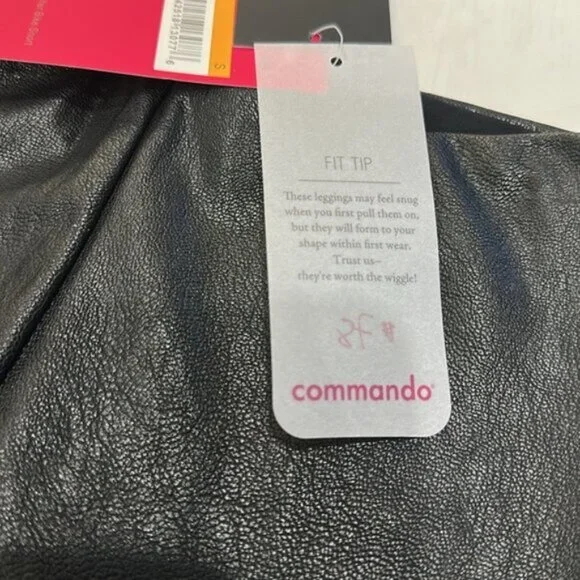 S
FIT TIP
These leggings may feel snug
when you first pull them on,
but they will form to your
shape within first wear.
Trust us—
they're worth the wiggle!
commando